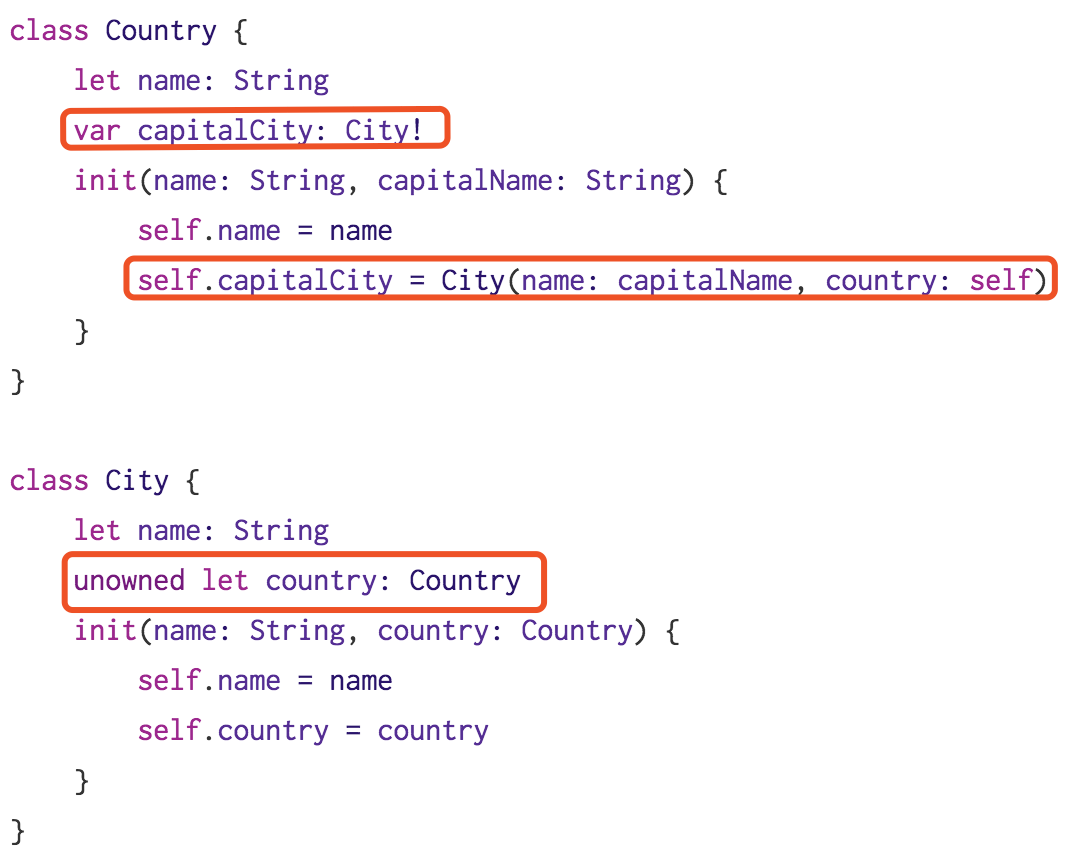 class Country {
    let name: String
    var capitalCity: City!
    init(name: String, capitalName: String) {
        self.name = name
        self.capitalCity = City(name: capitalName, country: self)
    }
}

class City {
    let name: String
    unowned let country: Country
    init(name: String, country: Country) {
        self.name = name
        self.country = country
    }
}